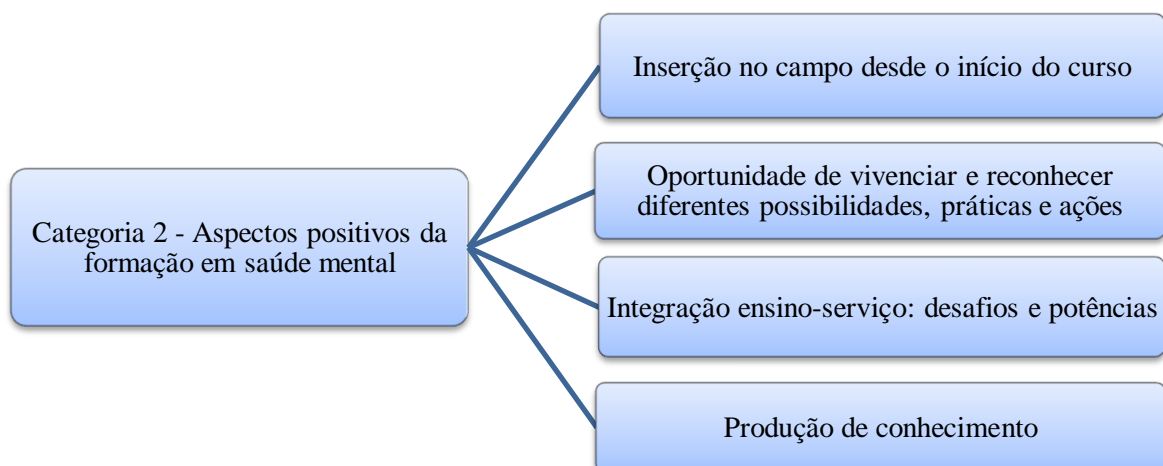 Categoria 2 - Aspectos positivos da
formação em saúde mental
Inserção no campo desde o início do curso
Oportunidade de vivenciar e reconhecer
diferentes possibilidades, práticas e ações
Integração ensino-serviço: desafios e potências
Produção de conhecimento